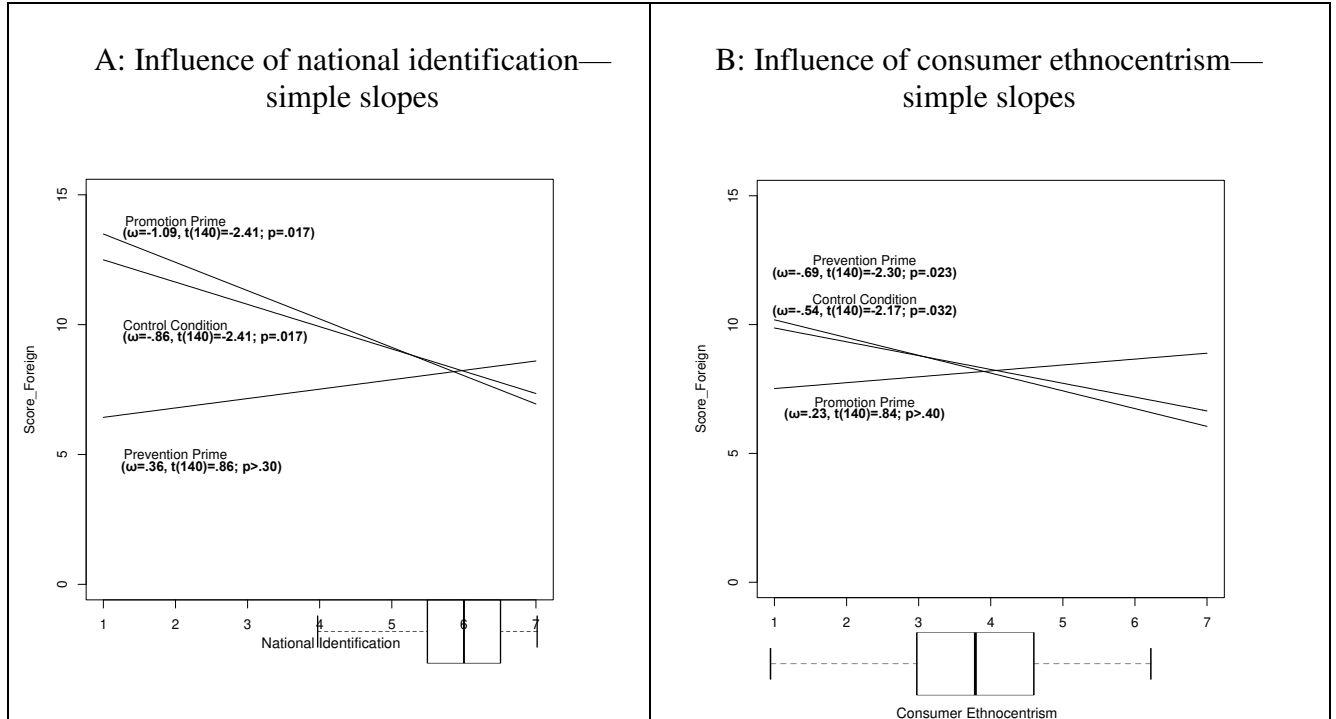 A: Influence of national identification—
simple slopes
15
10
5
0
Score_Foreign
Promotion Prime
(ω=-1.09, t(140)=-2.41; p=.017)
Control Condition
(ω=-.86, t(140)=-2.41; p=.017)
Prevention Prime
(ω=.36, t(140)=.86; p>.30)
1 2 3 4 5 6 7
National Identification
B: Influence of consumer ethnocentrism—
simple slopes
15
10
5
0
Score_Foreign
Prevention Prime
(ω=-.69, t(140)=-2.30; p=.023)
Control Condition
(ω=-.54, t(140)=-2.17; p=.032)
Promotion Prime
(ω=.23, t(140)=.84; p>.40)
1 2 3 4 5 6 7
Consumer Ethnocentrism